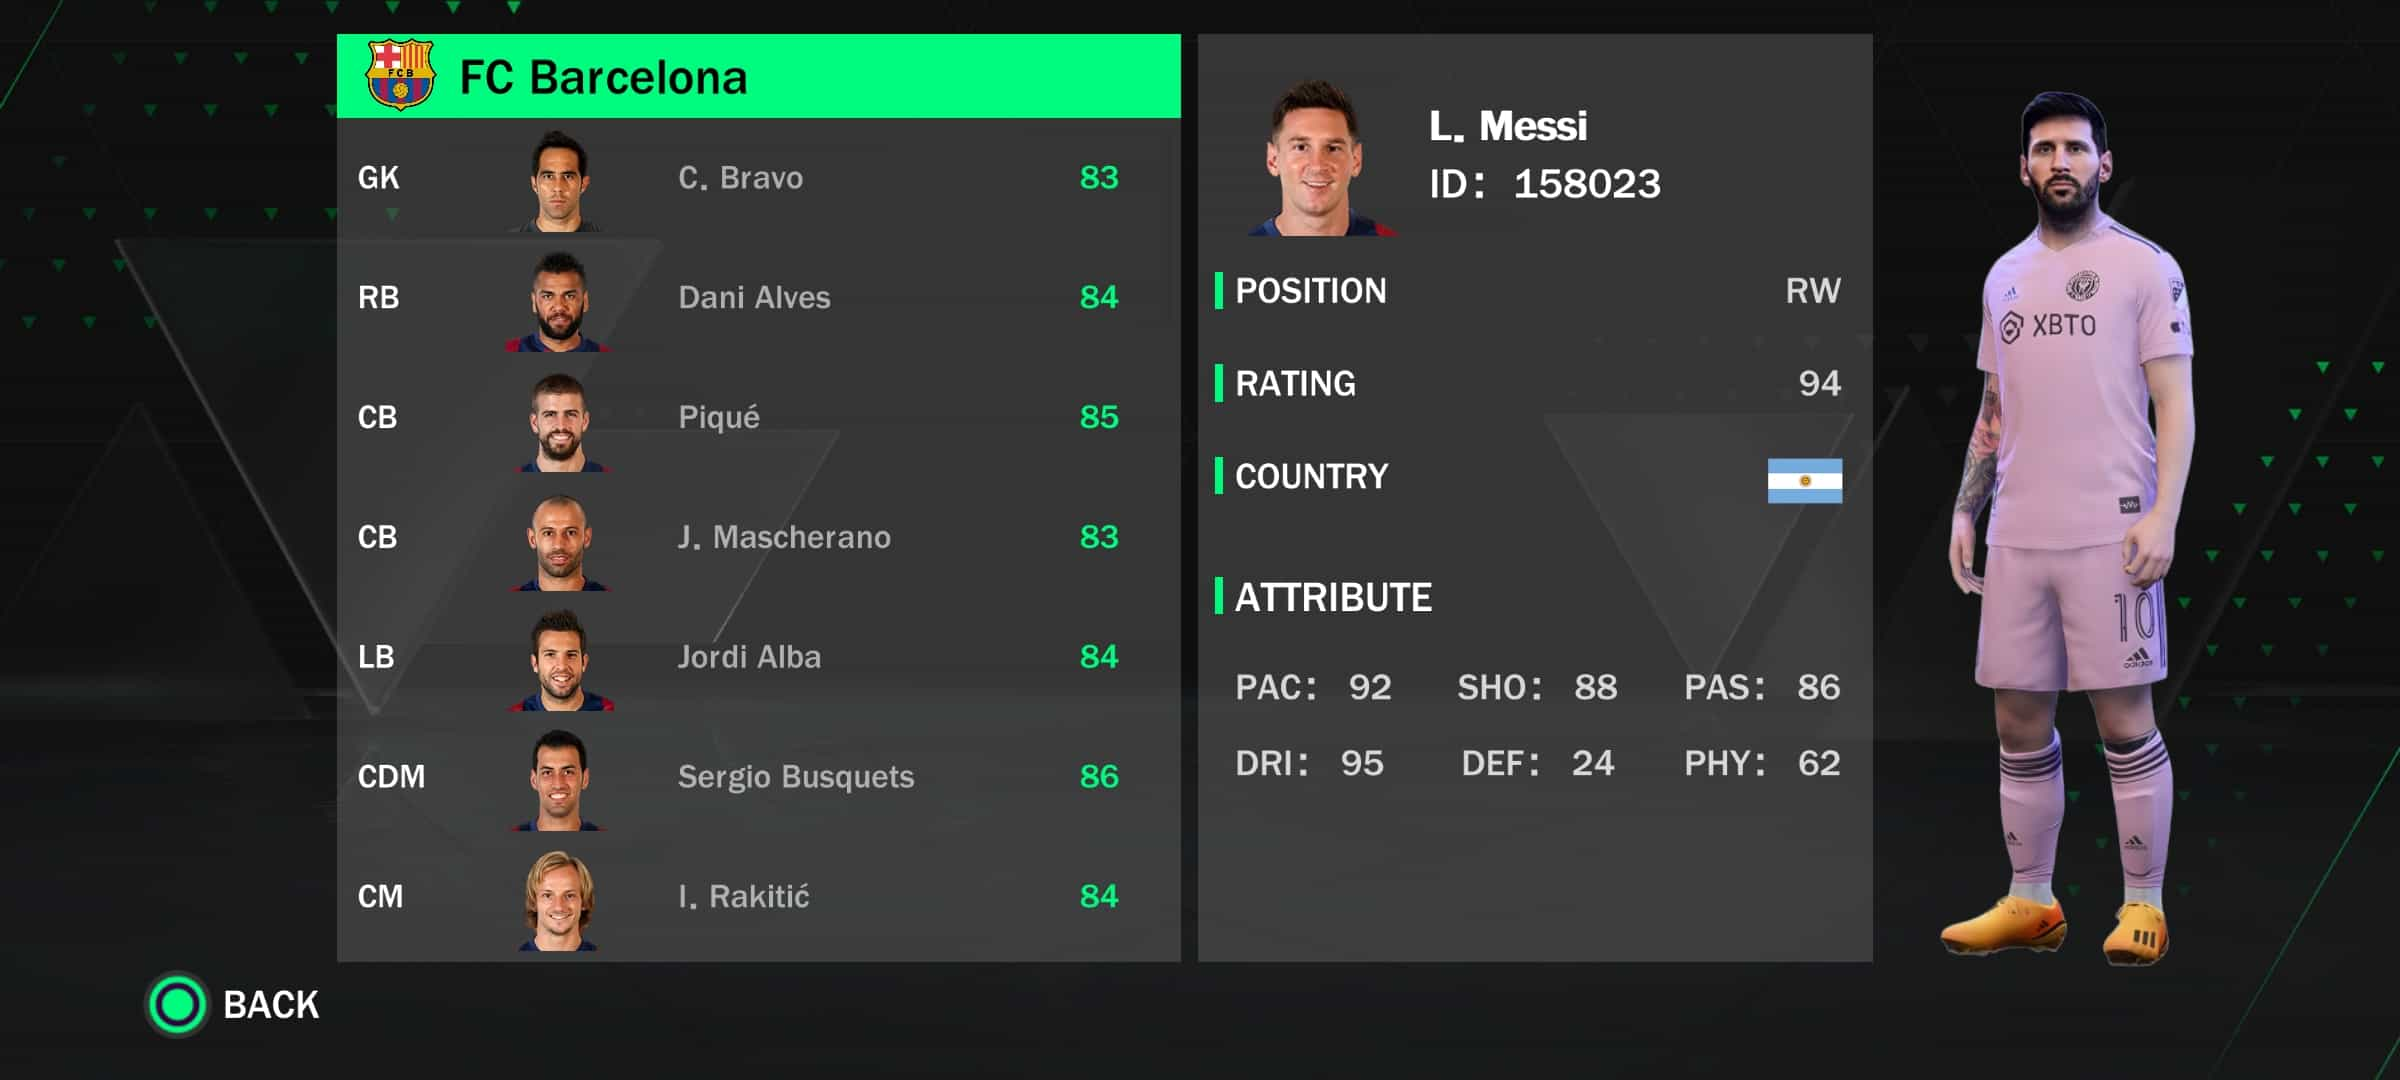 FCB
FC Barcelona
GK C. Bravo 83
RB Dani Alves 84
CB Piqué 85
CB J. Mascherano 83
LB Jordi Alba 84
CDM Sergio Busquets 86
CM I. Rakitić 84
L. Messi
ID: 158023
POSITION RW
RATING 94
COUNTRY
ATTRIBUTE
PAC: 92 SHO: 88 PAS: 86
DRI: 95 DEF: 24 PHY: 62
XBTO
10
adidas
BACK